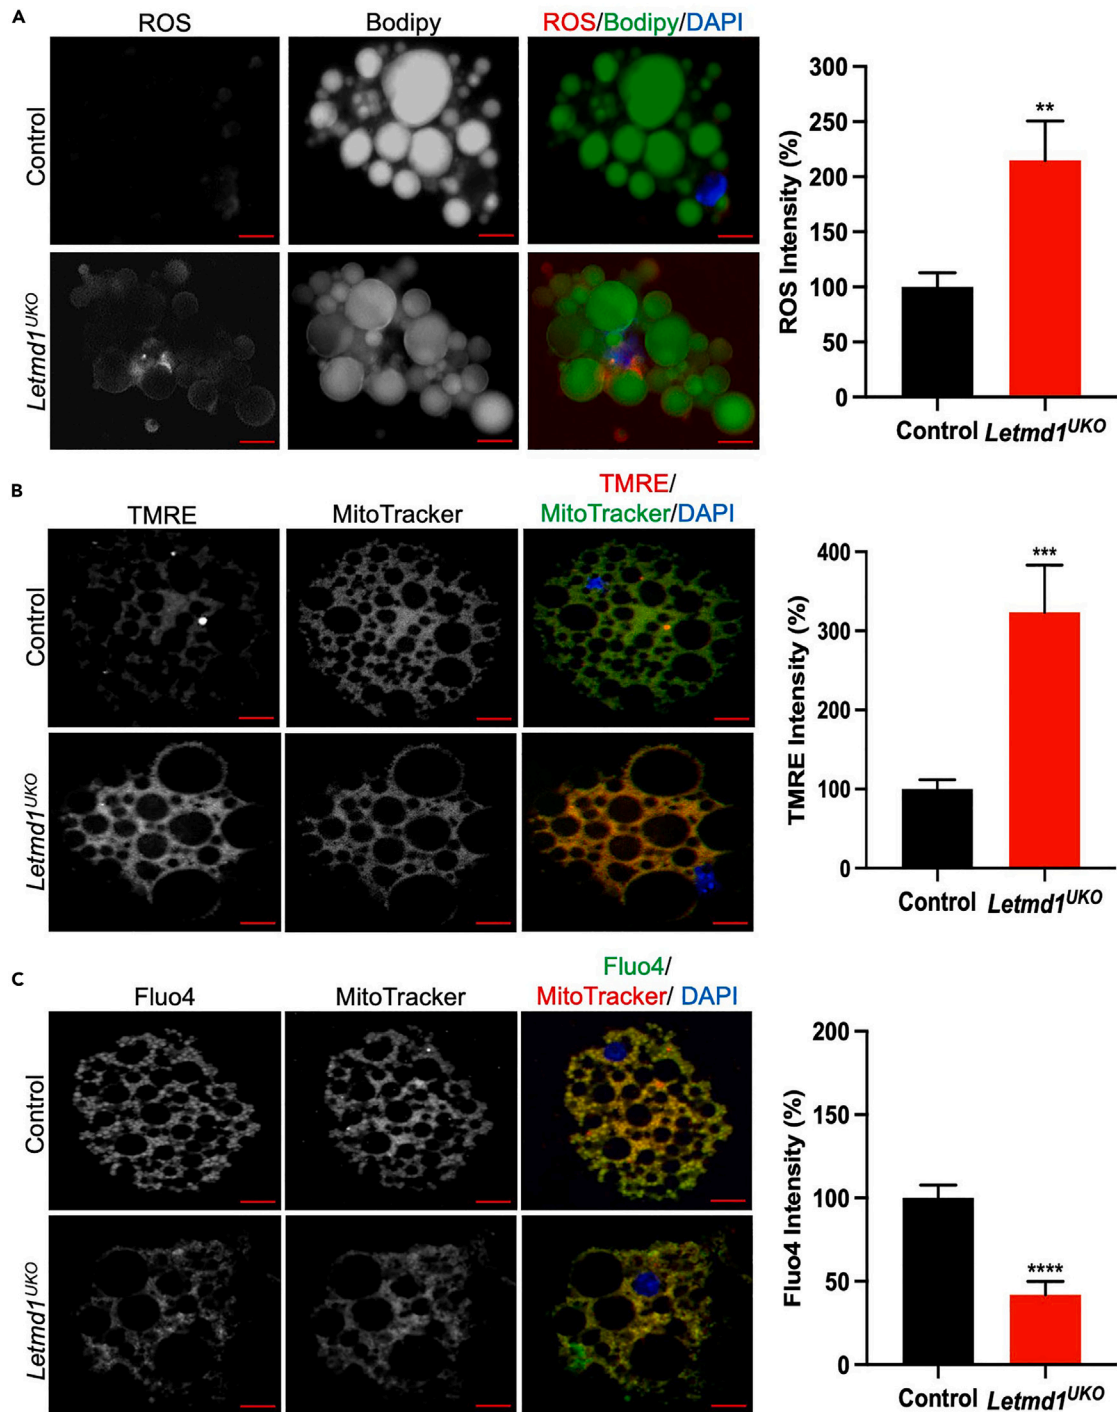 A
ROS
Bodipy
ROS/Bodipy/DAPI
Control
Letmd1UKO
ROS Intensity (%)
300
250
200
150
100
50
0
**
Control Letmd1UKO
B
TMRE
MitoTracker
TMRE/
MitoTracker/DAPI
Control
Letmd1UKO
TMRE Intensity (%)
400
300
200
100
0
***
Control Letmd1UKO
C
Fluo4
MitoTracker
Fluo4/
MitoTracker/ DAPI
Control
Letmd1UKO
Fluo4 Intensity (%)
200
150
100
50
0
****
Control Letmd1UKO